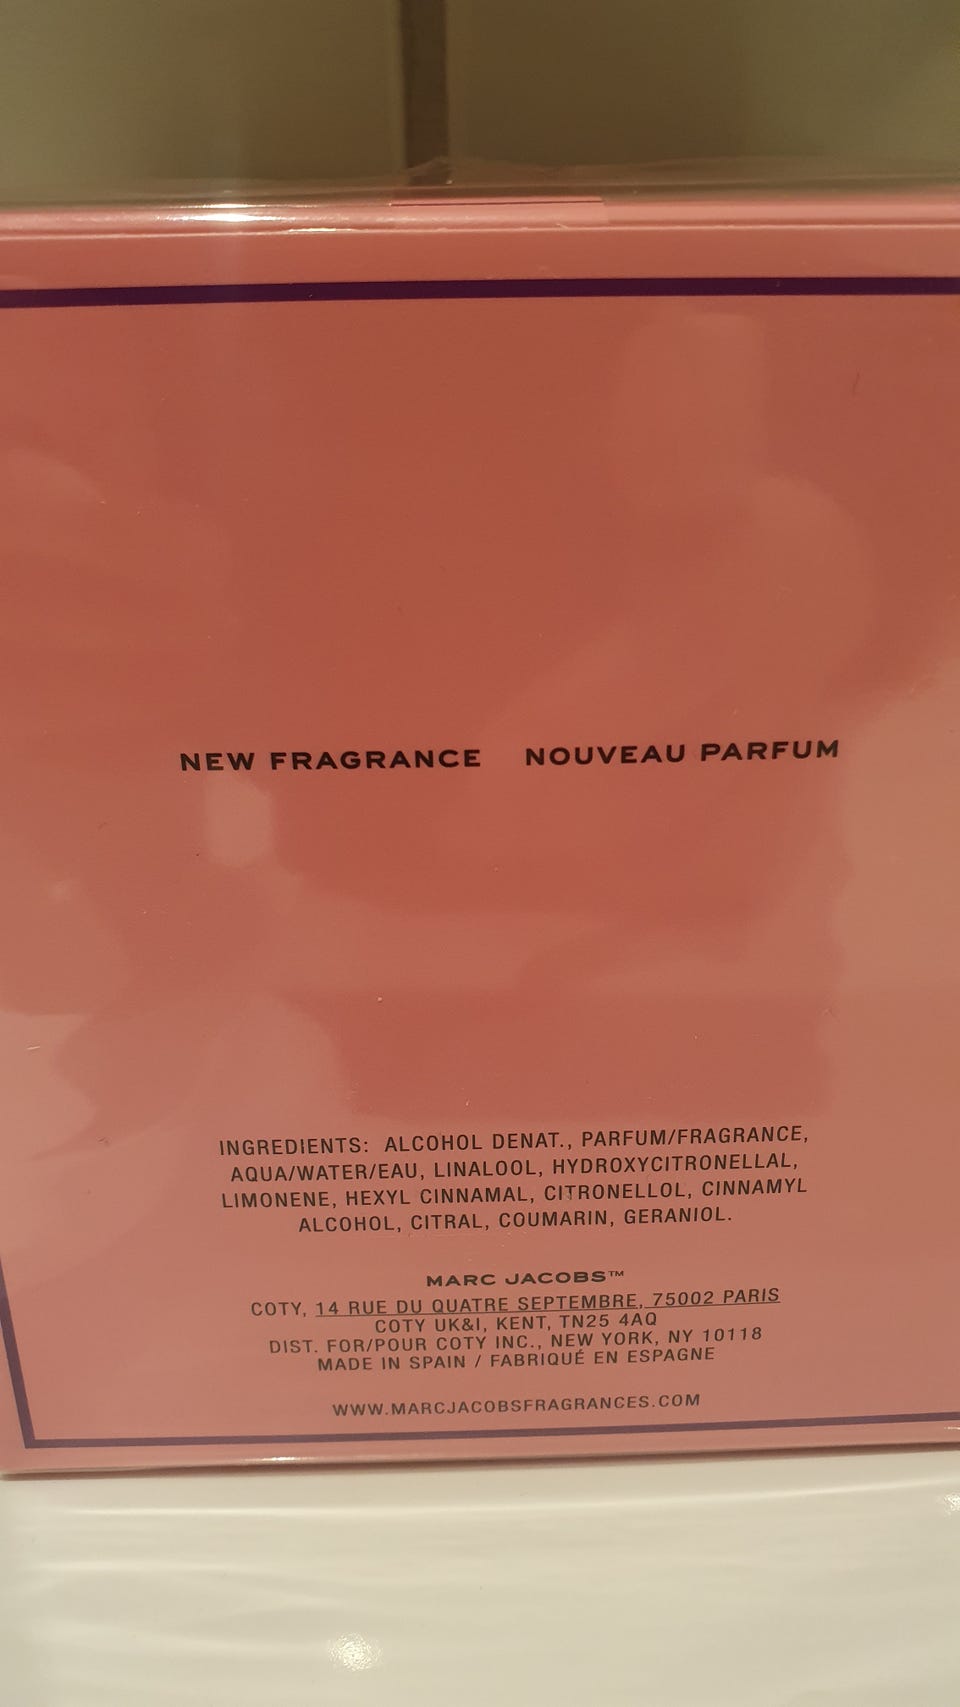 NEW FRAGRANCE NOUVEAU PARFUM
INGREDIENTS: ALCOHOL DENAT., PARFUM/FRAGRANCE,
AQUA/WATER/EAU, LINALOOL, HYDROXYCITRONELLAL,
LIMONENE, HEXYL CINNAMAL, CITRONELLOL, CINNAMYL
ALCOHOL, CITRAL, COUMARIN, GERANIOL.
MARC JACOBS™
COTY, 14 RUE DU QUATRE SEPTEMBRE, 75002 PARIS
COTY UK&I, KENT, TN25 4AQ
DIST. FOR/POUR COTY INC., NEW YORK, NY 10118
MADE IN SPAIN / FABRIQUÉ EN ESPAGNE
WWW.MARCJACOBSFRAGRANCES.COM